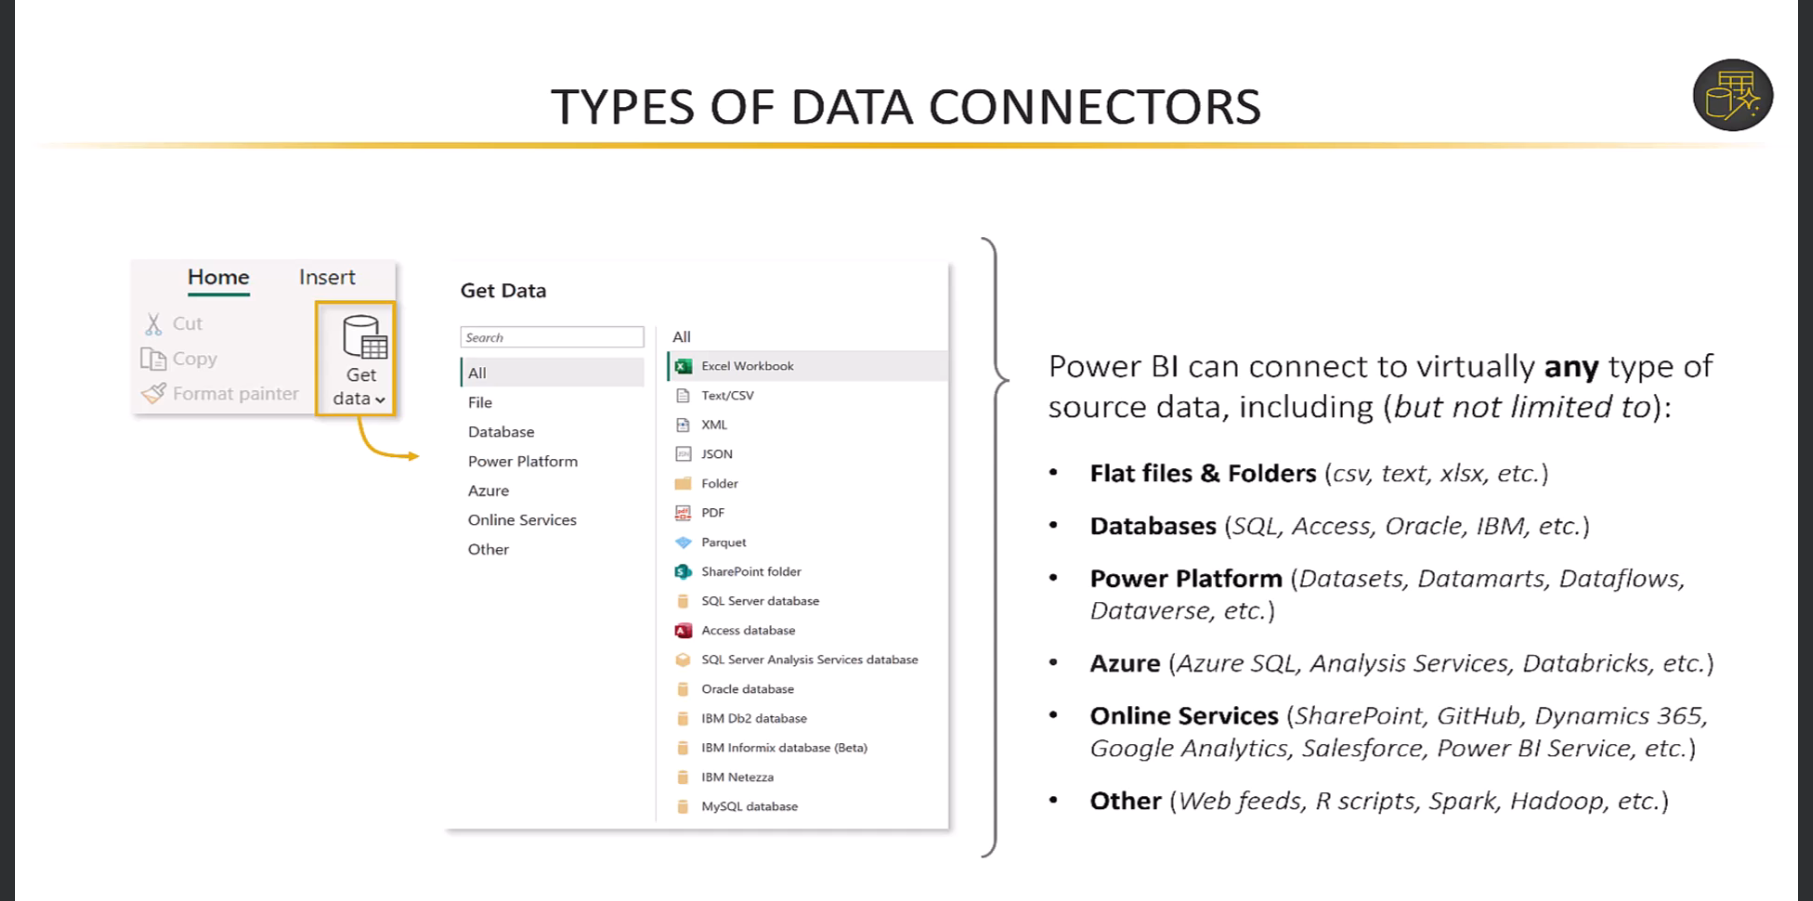 TYPES OF DATA CONNECTORS
Home Insert
Cut
Copy
Format painter
Get
data
Get Data
Search
All
File
Database
Power Platform
Azure
Online Services
Other
All
Excel Workbook
Text/CSV
XML
JSON
Folder
PDF
Parquet
SharePoint folder
SQL Server database
Access database
SQL Server Analysis Services database
Oracle database
IBM Db2 database
IBM Informix database (Beta)
IBM Netezza
MySQL database
Power BI can connect to virtually any type of
source data, including (but not limited to):
• Flat files & Folders (csv, text, xlsx, etc.)
• Databases (SQL, Access, Oracle, IBM, etc.)
• Power Platform (Datasets, Datamarts, Dataflows,
Dataverse, etc.)
• Azure (Azure SQL, Analysis Services, Databricks, etc.)
• Online Services (SharePoint, GitHub, Dynamics 365,
Google Analytics, Salesforce, Power BI Service, etc.)
• Other (Web feeds, R scripts, Spark, Hadoop, etc.)